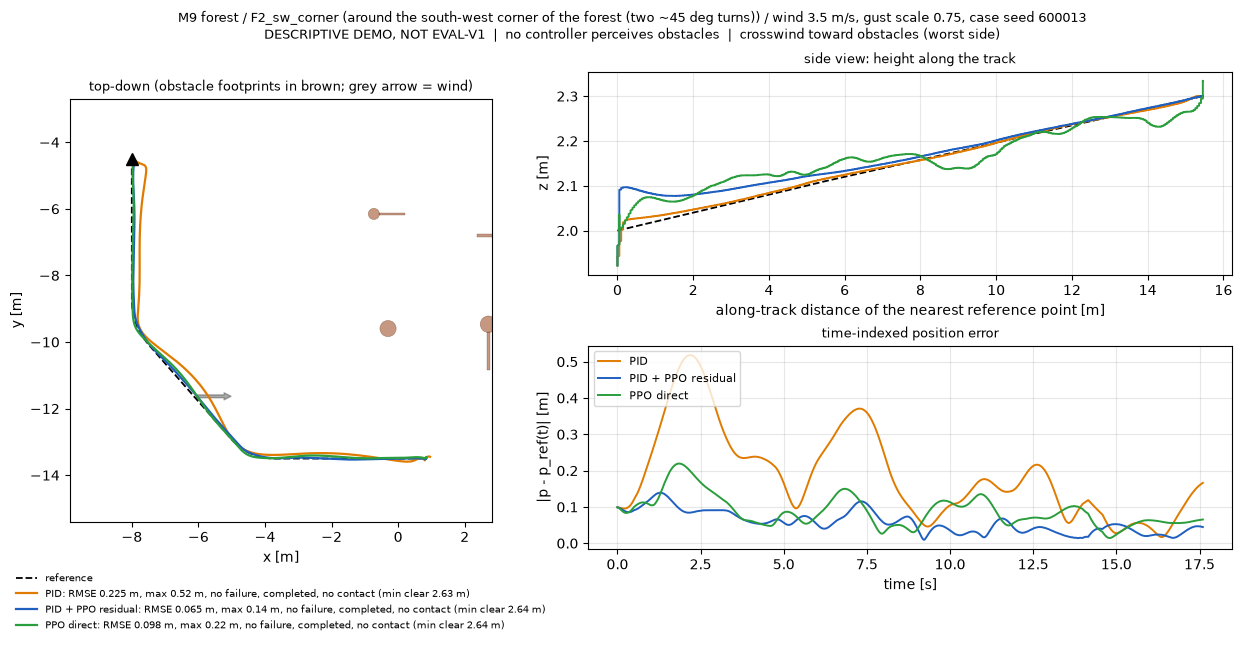 M9 forest / F2_sw_corner (around the south-west corner of the forest (two ~45 deg turns)) / wind 3.5 m/s, gust scale 0.75, case seed 600013
DESCRIPTIVE DEMO, NOT EVAL-V1 | no controller perceives obstacles | crosswind toward obstacles (worst side)
top-down (obstacle footprints in brown; grey arrow = wind)
−4
−6
−8
−10
−12
−14
y [m]
−8 −6 −4 −2 0 2
x [m]
reference
PID: RMSE 0.225 m, max 0.52 m, no failure, completed, no contact (min clear 2.63 m)
PID + PPO residual: RMSE 0.065 m, max 0.14 m, no failure, completed, no contact (min clear 2.64 m)
PPO direct: RMSE 0.098 m, max 0.22 m, no failure, completed, no contact (min clear 2.64 m)
side view: height along the track
2.3
2.2
2.1
2.0
z [m]
0 2 4 6 8 10 12 14 16
along-track distance of the nearest reference point [m]
time-indexed position error
0.5
0.4
0.3
0.2
0.1
0.0
|p - p_ref(t)| [m]
PID
PID + PPO residual
PPO direct
0.0 2.5 5.0 7.5 10.0 12.5 15.0 17.5
time [s]